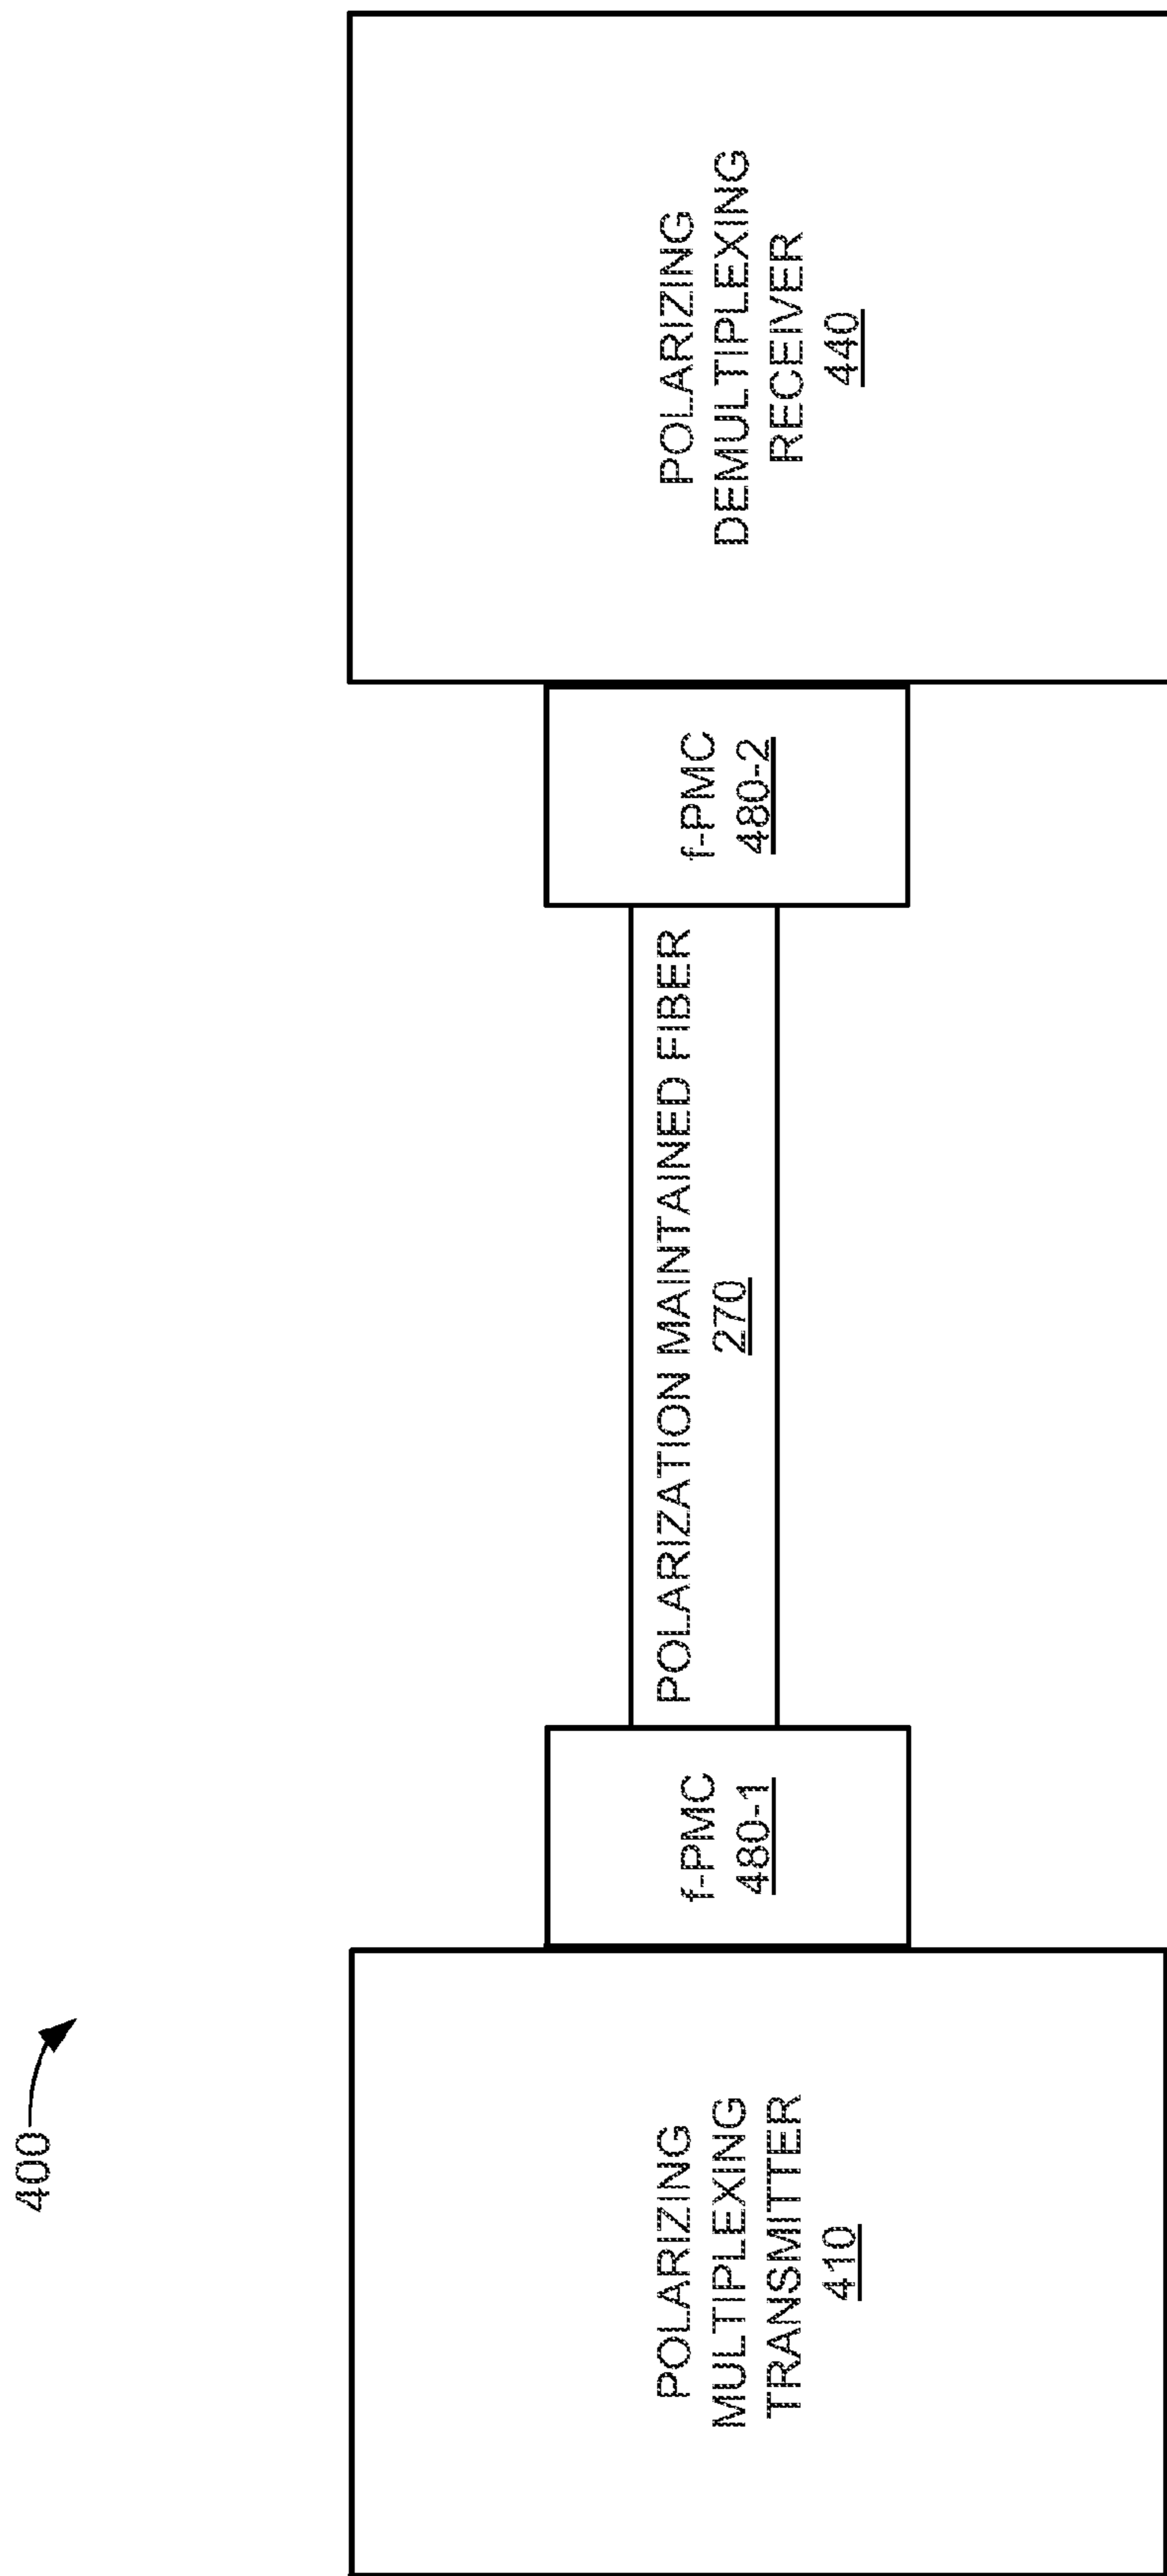 400
POLARIZING
MULTIPLEXING
TRANSMITTER
410
f-PMC
480-1
POLARIZATION MAINTAINED FIBER
270
f-PMC
480-2
POLARIZING
DEMULTIPLEXING
RECEIVER
440